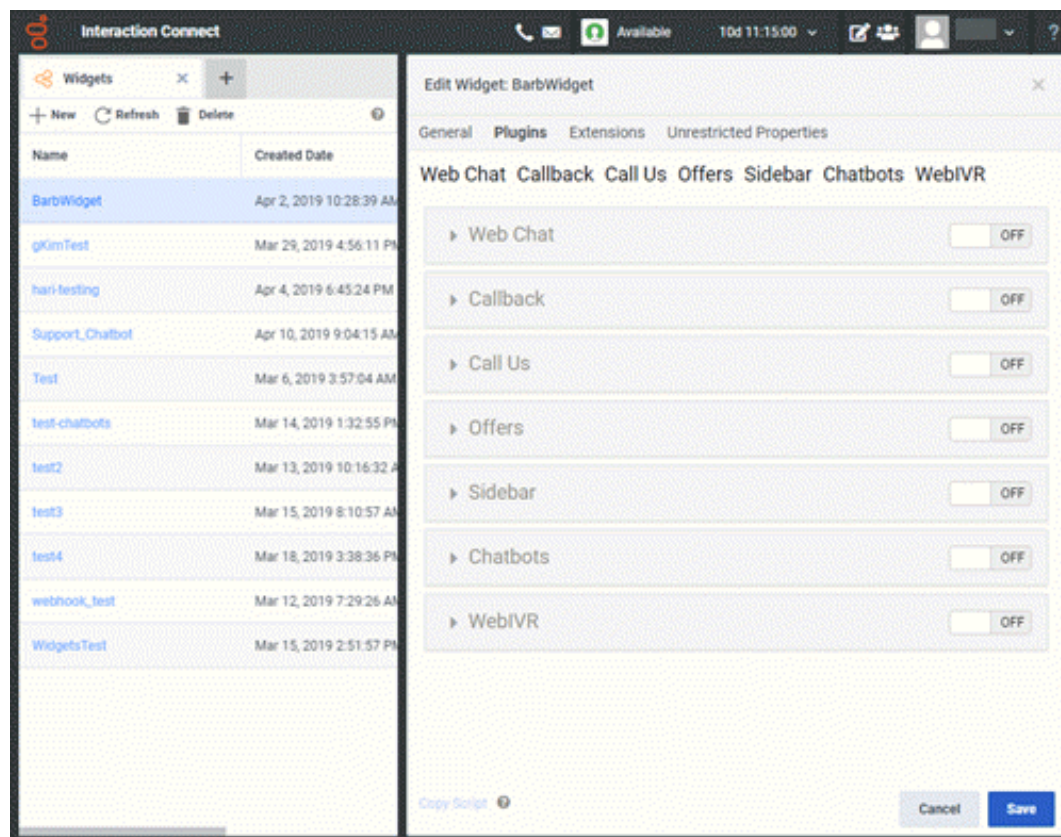 Interaction Connect
Available
10d 11:15:00
?
Widgets
+ New Refresh Delete
Name Created Date
BarbWidget Apr 2, 2019 10:28:39 AM
gKimTest Mar 29, 2019 4:56:11 PM
hari-testing Apr 4, 2019 6:45:24 PM
Support_Chatbot Apr 10, 2019 9:04:15 AM
Test Mar 6, 2019 3:57:04 AM
test-chatbots Mar 14, 2019 1:32:55 PM
test2 Mar 13, 2019 10:16:32 A
test3 Mar 15, 2019 8:10:57 AM
test4 Mar 18, 2019 3:38:36 PM
webhook_test Mar 12, 2019 7:29:26 AM
WidgetsTest Mar 15, 2019 2:51:57 PM
Edit Widget: BarbWidget
General Plugins Extensions Unrestricted Properties
Web Chat Callback Call Us Offers Sidebar Chatbots WebIVR
Web Chat OFF
Callback OFF
Call Us OFF
Offers OFF
Sidebar OFF
Chatbots OFF
WebIVR OFF
Copy Script ?
Cancel Save